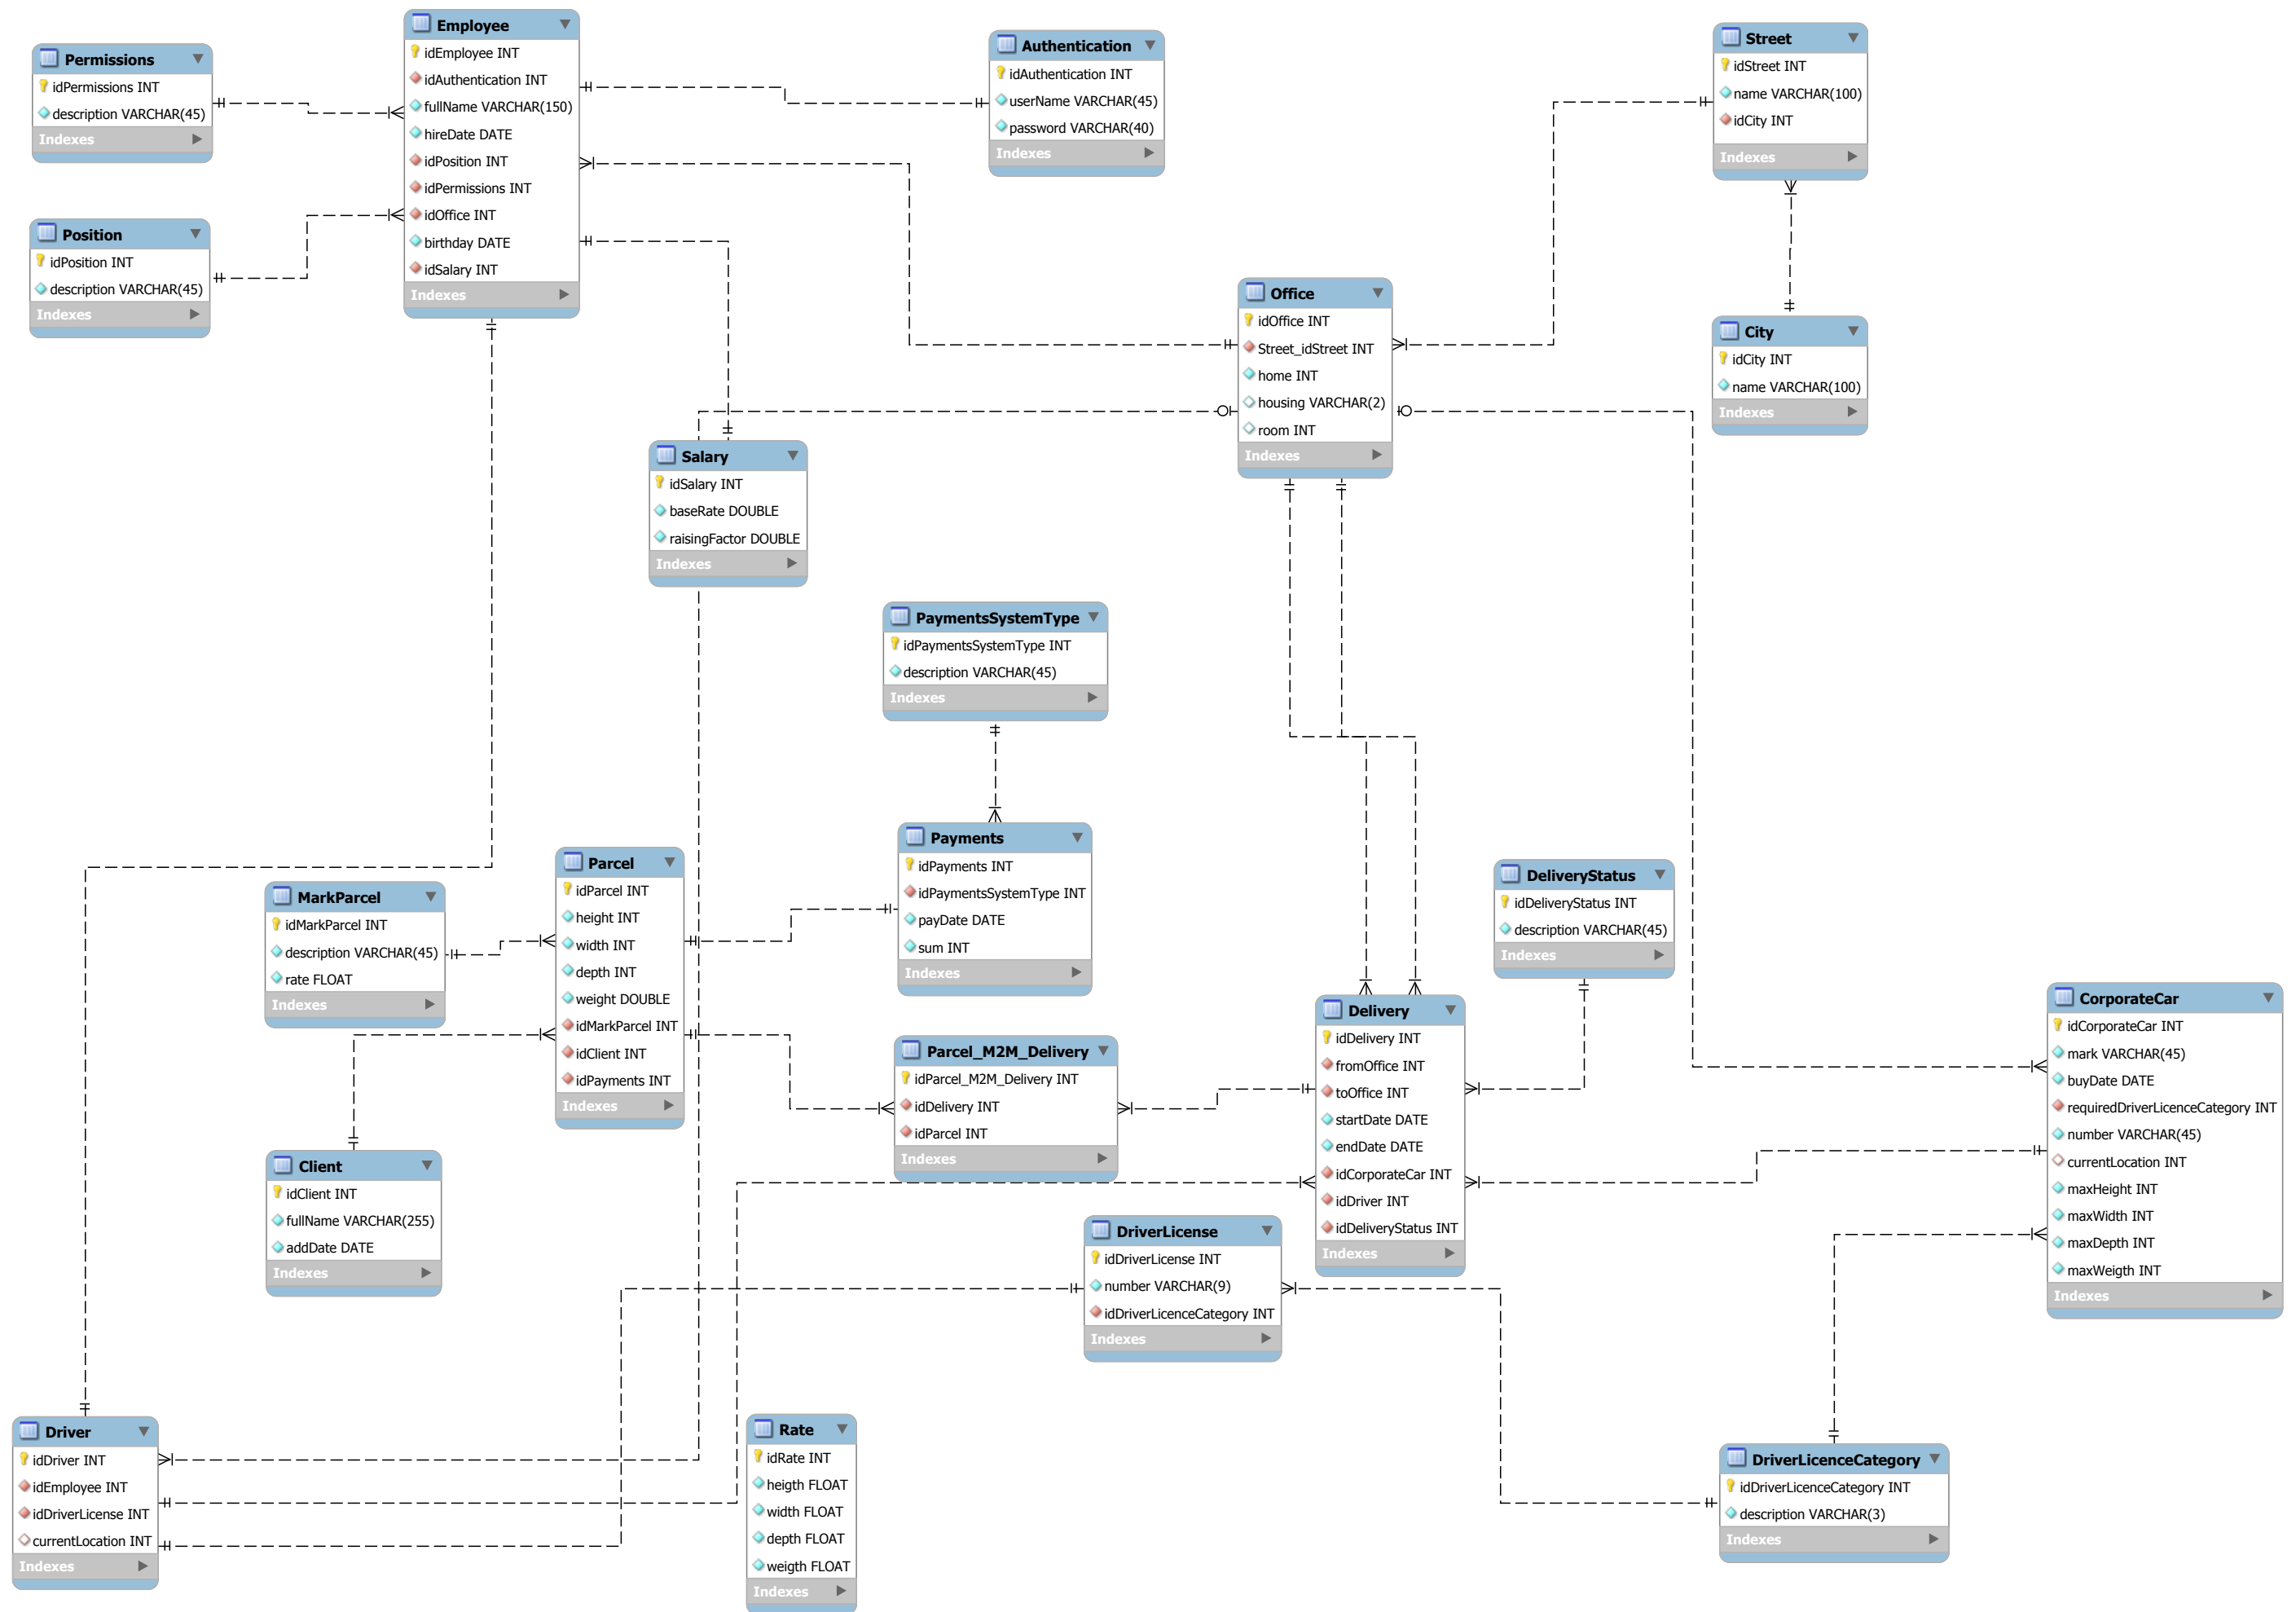 Employee
idEmployee INT
idAuthentication INT
fullName VARCHAR(150)
hireDate DATE
idPosition INT
idPermissions INT
idOffice INT
birthday DATE
idSalary INT
Indexes
Permissions
idPermissions INT
description VARCHAR(45)
Indexes
Position
idPosition INT
description VARCHAR(45)
Indexes
Authentication
idAuthentication INT
userName VARCHAR(45)
password VARCHAR(40)
Indexes
Street
idStreet INT
name VARCHAR(100)
idCity INT
Indexes
City
idCity INT
name VARCHAR(100)
Indexes
Office
idOffice INT
Street_idStreet INT
home INT
housing VARCHAR(2)
room INT
Indexes
Salary
idSalary INT
baseRate DOUBLE
raisingFactor DOUBLE
Indexes
PaymentsSystemType
idPaymentsSystemType INT
description VARCHAR(45)
Indexes
Payments
idPayments INT
idPaymentsSystemType INT
payDate DATE
sum INT
Indexes
Parcel
idParcel INT
height INT
width INT
depth INT
weight DOUBLE
idMarkParcel INT
idClient INT
idPayments INT
Indexes
MarkParcel
idMarkParcel INT
description VARCHAR(45)
rate FLOAT
Indexes
DeliveryStatus
idDeliveryStatus INT
description VARCHAR(45)
Indexes
Delivery
idDelivery INT
fromOffice INT
toOffice INT
startDate DATE
endDate DATE
idCorporateCar INT
idDriver INT
idDeliveryStatus INT
Indexes
CorporateCar
idCorporateCar INT
mark VARCHAR(45)
buyDate DATE
requiredDriverLicenceCategory INT
number VARCHAR(45)
currentLocation INT
maxHeight INT
maxWidth INT
maxDepth INT
maxWeigth INT
Indexes
Parcel_M2M_Delivery
idParcel_M2M_Delivery INT
idDelivery INT
idParcel INT
Indexes
Client
idClient INT
fullName VARCHAR(255)
addDate DATE
Indexes
DriverLicense
idDriverLicense INT
number VARCHAR(9)
idDriverLicenceCategory INT
Indexes
Driver
idDriver INT
idEmployee INT
idDriverLicense INT
currentLocation INT
Indexes
Rate
idRate INT
heigth FLOAT
width FLOAT
depth FLOAT
weigth FLOAT
Indexes
DriverLicenceCategory
idDriverLicenceCategory INT
description VARCHAR(3)
Indexes